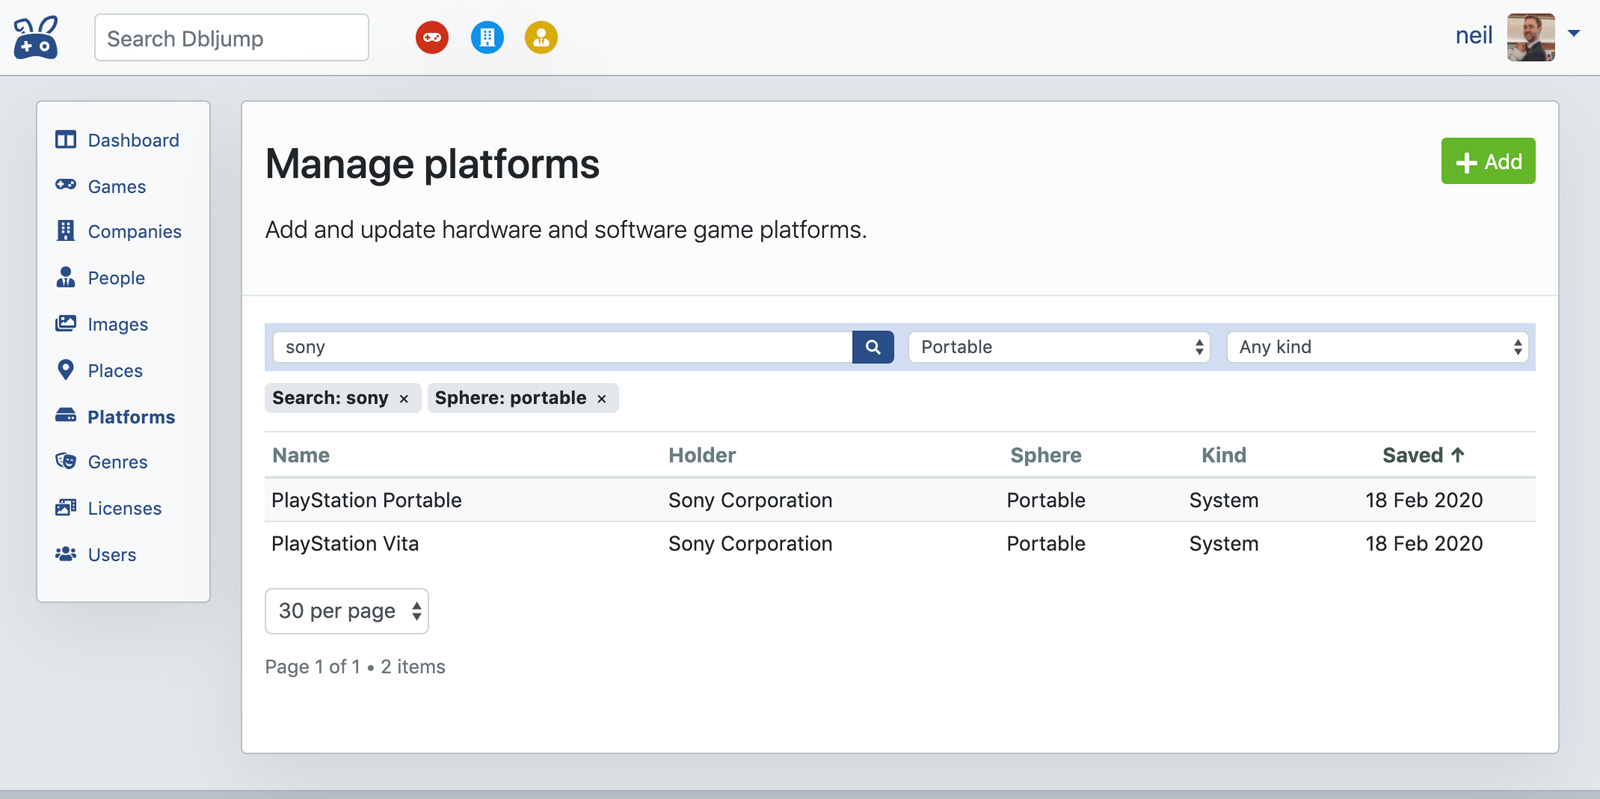 Search Dbljump
neil
Dashboard
Games
Companies
People
Images
Places
Platforms
Genres
Licenses
Users
Manage platforms
Add
Add and update hardware and software game platforms.
sony
Portable
Any kind
Search: sony ×
Sphere: portable ×
Name Holder Sphere Kind Saved ↑
PlayStation Portable Sony Corporation Portable System 18 Feb 2020
PlayStation Vita Sony Corporation Portable System 18 Feb 2020
30 per page
Page 1 of 1 • 2 items